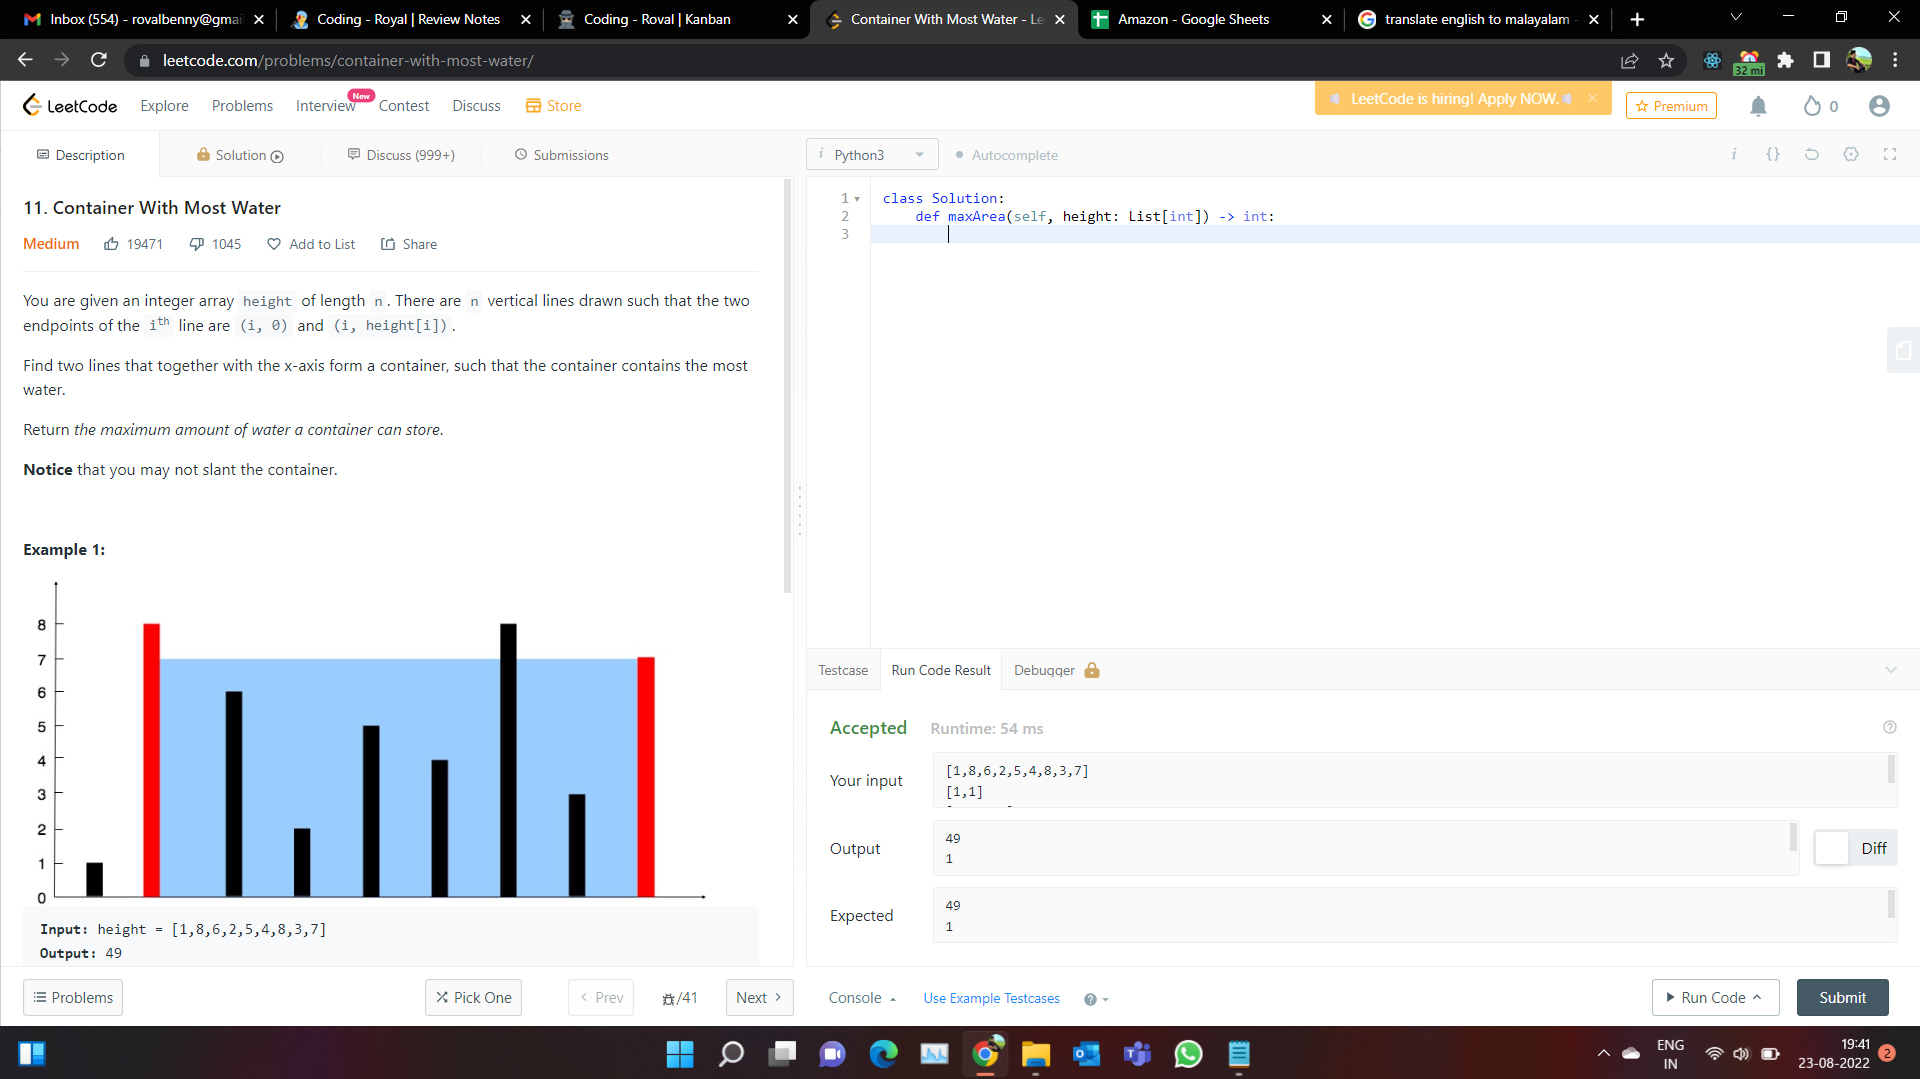 Inbox (554) - rovalbenny@gmai
Coding - Royal | Review Notes
Coding - Roval | Kanban
Container With Most Water - Le
Amazon - Google Sheets
translate english to malayalam -
leetcode.com/problems/container-with-most-water/
32 mi
LeetCode
Explore
Problems
Interview
New
Contest
Discuss
Store
LeetCode is hiring! Apply NOW.
Premium
0
Description
Solution
Discuss (999+)
Submissions
i Python3
Autocomplete
i
{}
11. Container With Most Water
Medium
19471
1045
Add to List
Share
You are given an integer array height of length n. There are n vertical lines drawn such that the two
endpoints of the ith line are (i, 0) and (i, height[i]).
Find two lines that together with the x-axis form a container, such that the container contains the most
water.
Return the maximum amount of water a container can store.
Notice that you may not slant the container.
Example 1:
8
7
6
5
4
3
2
1
0
Input: height = [1,8,6,2,5,4,8,3,7]
Output: 49
Problems
Pick One
Prev
/41
Next
1 class Solution:
2 def maxArea(self, height: List[int]) -> int:
3
Testcase
Run Code Result
Debugger
Accepted
Runtime: 54 ms
Your input
[1,8,6,2,5,4,8,3,7]
[1,1]
Output
49
1
Diff
Expected
49
1
Console
Use Example Testcases
Run Code
Submit
ENG
IN
19:41
23-08-2022
2